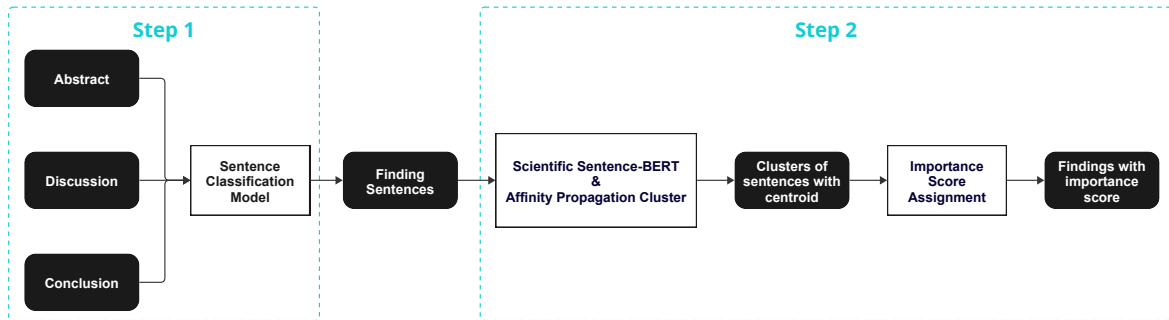 Step 1
Abstract
Discussion
Conclusion
Sentence
Classification
Model
Finding
Sentences
Step 2
Scientific Sentence-BERT
&
Affinity Propagation Cluster
Clusters of
sentences with
centroid
Importance
Score
Assignment
Findings with
importance
score